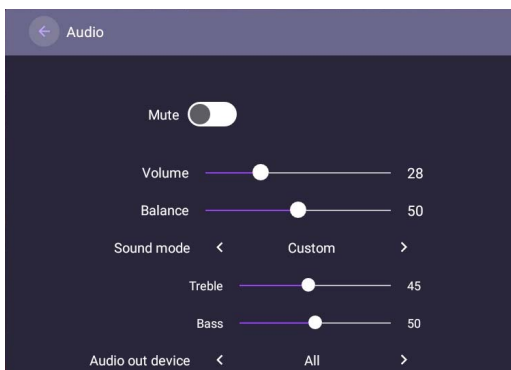 Audio
Mute
Volume 28
Balance 50
Sound mode < Custom >
Treble 45
Bass 50
Audio out device < All >